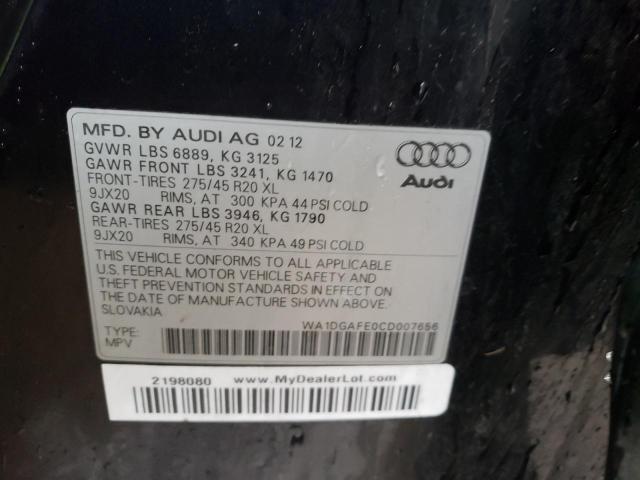 MFD. BY AUDI AG 02 12
GVWR LBS 6889, KG 3125
GAWR FRONT LBS 3241, KG 1470
FRONT-TIRES 275/45 R20 XL
9JX20 RIMS, AT 300 KPA 44 PSI COLD
GAWR REAR LBS 3946, KG 1790
REAR-TIRES 275/45 R20 XL
9JX20 RIMS, AT 340 KPA 49 PSI COLD
Audi
THIS VEHICLE CONFORMS TO ALL APPLICABLE
U.S. FEDERAL MOTOR VEHICLE SAFETY AND
THEFT PREVENTION STANDARDS IN EFFECT ON
THE DATE OF MANUFACTURE SHOWN ABOVE.
SLOVAKIA
WA1DGAFE0CD007656
TYPE:
MPV
2198080 www.MyDealerLot.com